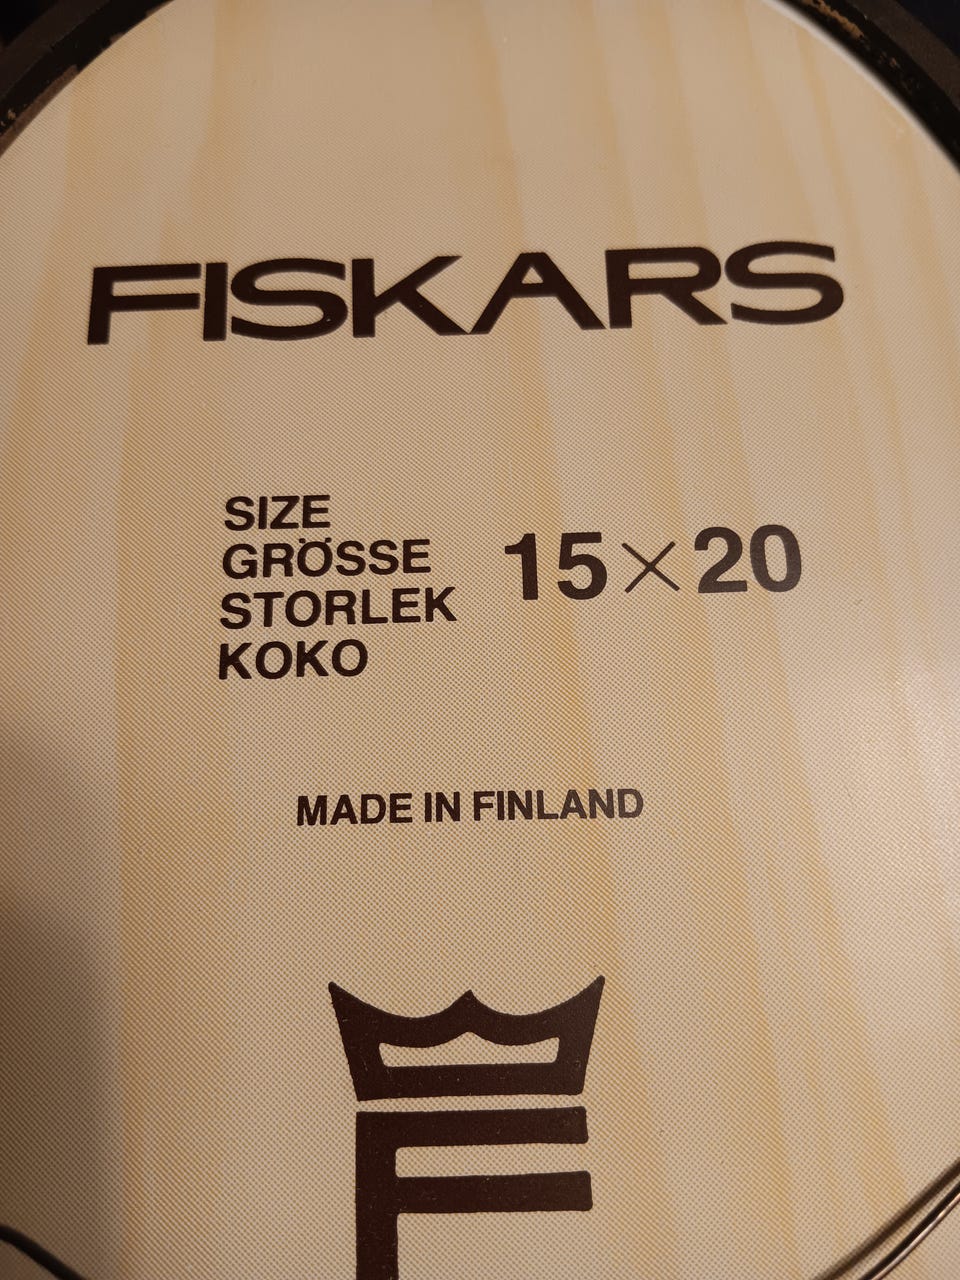 FISKARS
SIZE
GRÖSSE
STORLEK
KOKO
15×20
MADE IN FINLAND
F